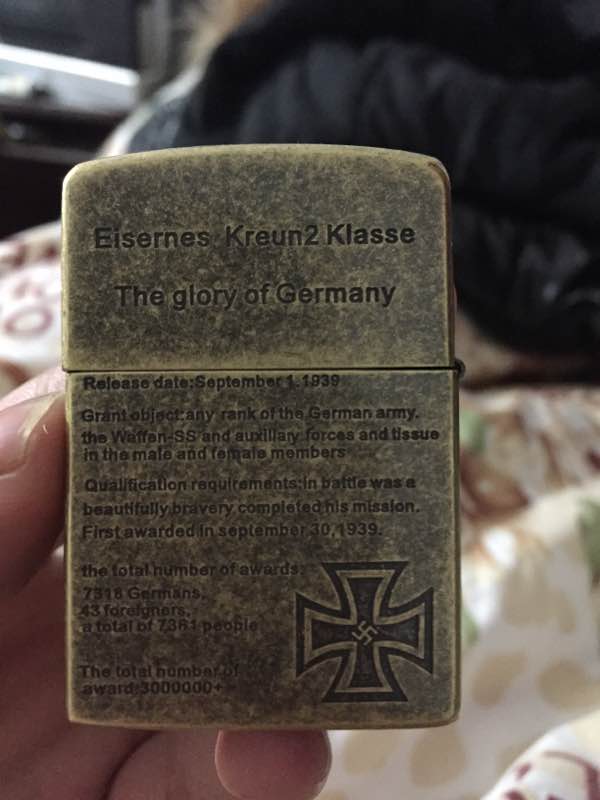 Eisernes Kreun2 Klasse
The glory of Germany
Release date:September 1.1939
Grant object:any rank of the German army.
the Waffen-SS and auxiliary forces and tissue
in the male and female members
Qualification requirements:in battle was a
beautifully bravery completed his mission.
First awarded in september 30,1939.
the total number of awards:
7318 Germans,
43 foreigners,
a total of 7361 people
The total number of
award:3000000+